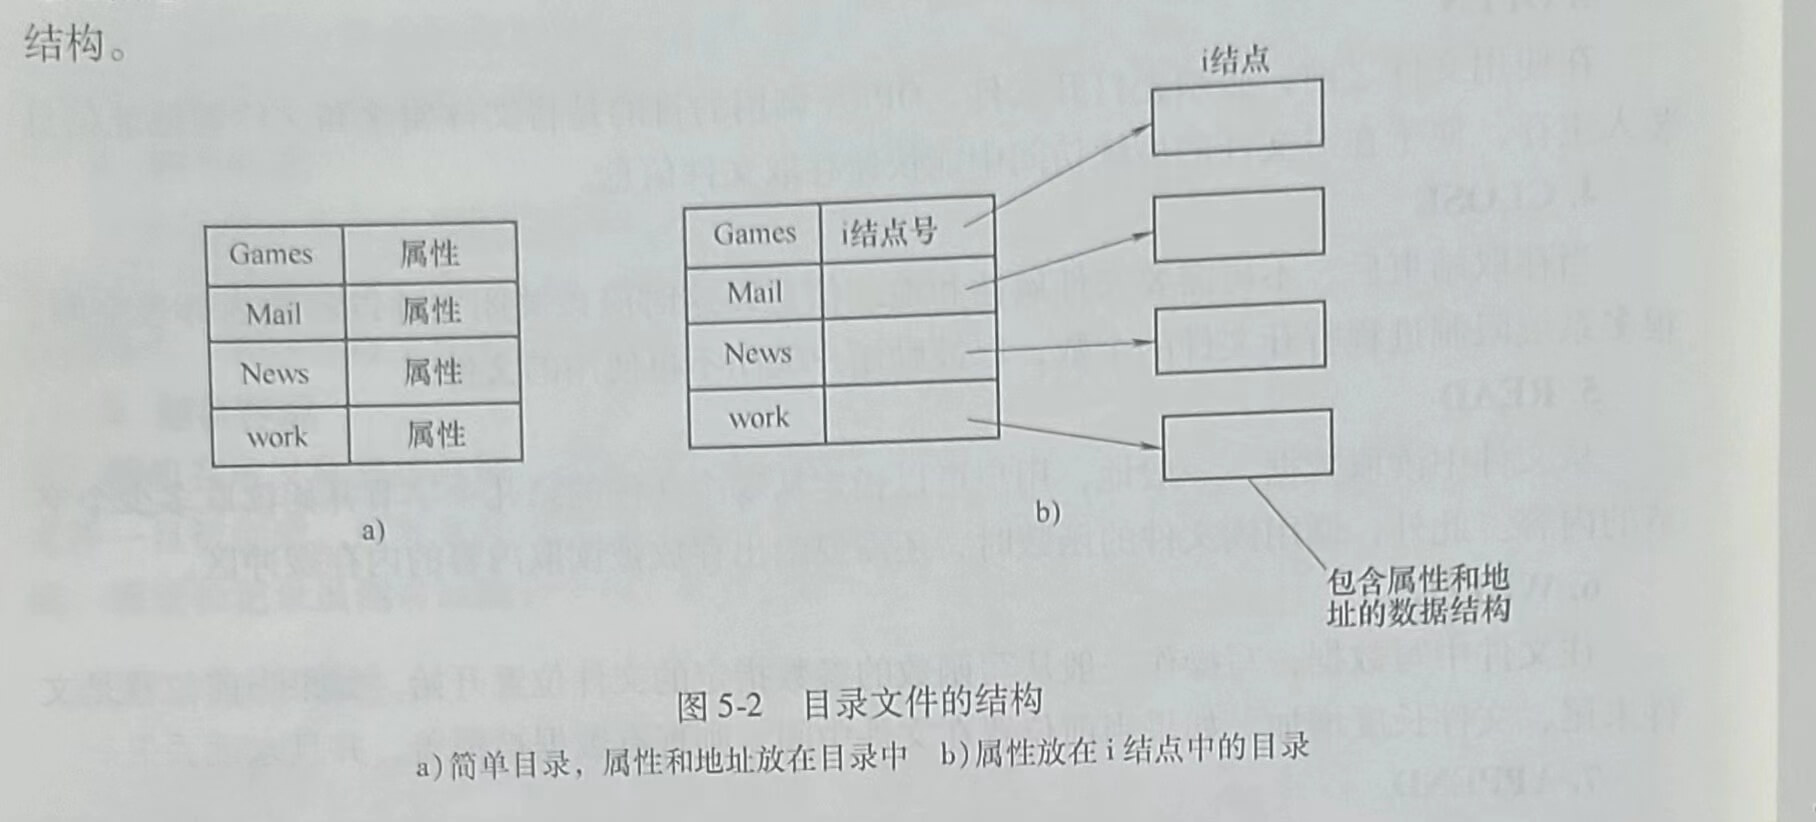 结构。
i结点
Games 属性
Mail 属性
News 属性
work 属性
a)
Games i结点号
Mail
News
work
b)
包含属性和地
址的数据结构
图 5-2 目录文件的结构
a)简单目录，属性和地址放在目录中 b)属性放在 i 结点中的目录